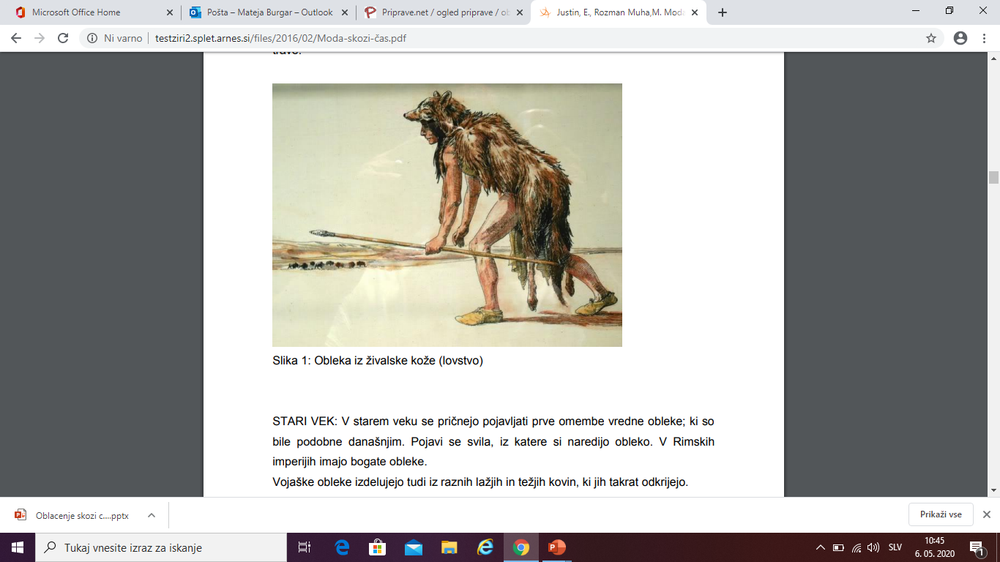 Microsoft Office Home
Pošta – Mateja Burgar – Outlook
Priprave.net / ogled priprave / ob
Justin, E., Rozman Muha,M. Moda
Ni varno
testziri2.splet.arnes.si/files/2016/02/Moda-skozi-čas.pdf
travo.
Slika 1: Obleka iz živalske kože (lovstvo)
STARI VEK: V starem veku se pričnejo pojavljati prve omembe vredne obleke; ki so
bile podobne današnjim. Pojavi se svila, iz katere si naredijo obleko. V Rimskih
imperijih imajo bogate obleke.
Vojaške obleke izdelujejo tudi iz raznih lažjih in težjih kovin, ki jih takrat odkrijejo.
Oblacenje skozi c....pptx
Prikaži vse
Tukaj vnesite izraz za iskanje
SLV
10:45
6. 05. 2020
1